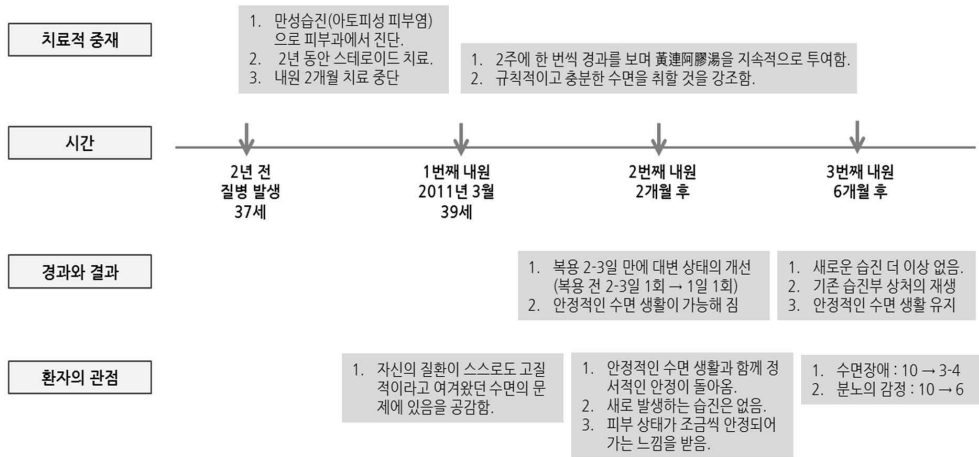 치료적 중재
1. 만성습진(아토피성 피부염)
으로 피부과에서 진단.
2. 2년 동안 스테로이드 치료.
3. 내원 2개월 치료 중단
1. 2주에 한 번씩 경과를 보며 黃連阿膠湯을 지속적으로 투여함.
2. 규칙적이고 충분한 수면을 취할 것을 강조함.
시간
2년 전
질병 발생
37세
1번째 내원
2011년 3월
39세
2번째 내원
2개월 후
3번째 내원
6개월 후
경과와 결과
1. 복용 2-3일 만에 대변 상태의 개선
(복용 전 2-3일 1회 → 1일 1회)
2. 안정적인 수면 생활이 가능해 짐
1. 새로운 습진 더 이상 없음.
2. 기존 습진부 상처의 재생
3. 안정적인 수면 생활 유지
환자의 관점
1. 자신의 질환이 스스로도 고질
적이라고 여겨왔던 수면의 문
제에 있음을 공감함.
1. 안정적인 수면 생활과 함께 정
서적인 안정이 돌아옴.
2. 새로 발생하는 습진은 없음.
3. 피부 상태가 조금씩 안정되어
가는 느낌을 받음.
1. 수면장애 : 10 → 3-4
2. 분노의 감정 : 10 → 6